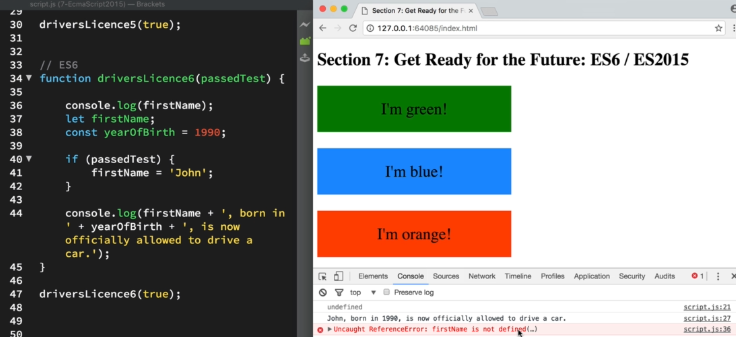 script.js (7-EcmaScript2015) — Brackets
29
30 driversLicence5(true);
31
32
33 // ES6
34 function driversLicence6(passedTest) {
35
36 console.log(firstName);
37 let firstName;
38 const yearOfBirth = 1990;
39
40 if (passedTest) {
41 firstName = 'John';
42 }
43
44 console.log(firstName + ', born in
' + yearOfBirth + ', is now
officially allowed to drive a
car.');
45 }
46
47 driversLicence6(true);
48
49
50
Section 7: Get Ready for the F
127.0.0.1:64085/index.html
Section 7: Get Ready for the Future: ES6 / ES2015
I'm green!
I'm blue!
I'm orange!
Elements Console Sources Network Timeline Profiles Application Security Audits 1
top Preserve log
undefined script.js:21
John, born in 1990, is now officially allowed to drive a car. script.js:27
Uncaught ReferenceError: firstName is not defined(…) script.js:36